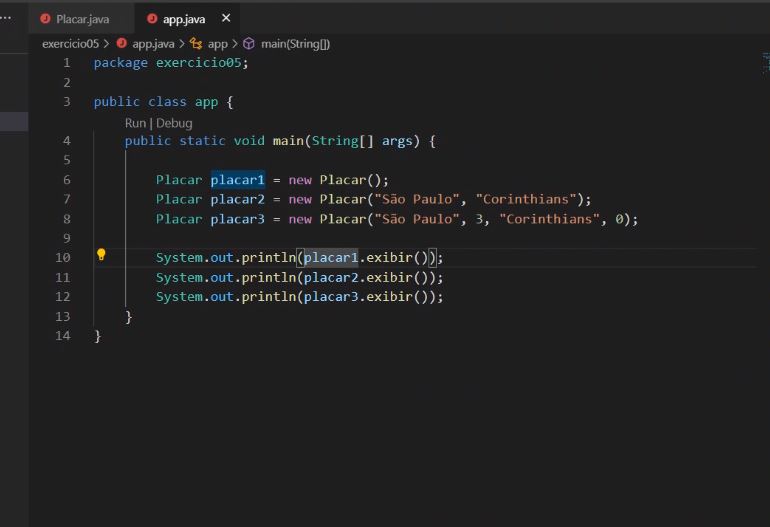 ... Placar.java app.java ×
exercicio05 > app.java > app > main(String[])
1 package exercicio05;
2
3 public class app {
Run | Debug
4 public static void main(String[] args) {
5
6 Placar placar1 = new Placar();
7 Placar placar2 = new Placar("São Paulo", "Corinthians");
8 Placar placar3 = new Placar("São Paulo", 3, "Corinthians", 0);
9
10 System.out.println(placar1.exibir());
11 System.out.println(placar2.exibir());
12 System.out.println(placar3.exibir());
13 }
14 }